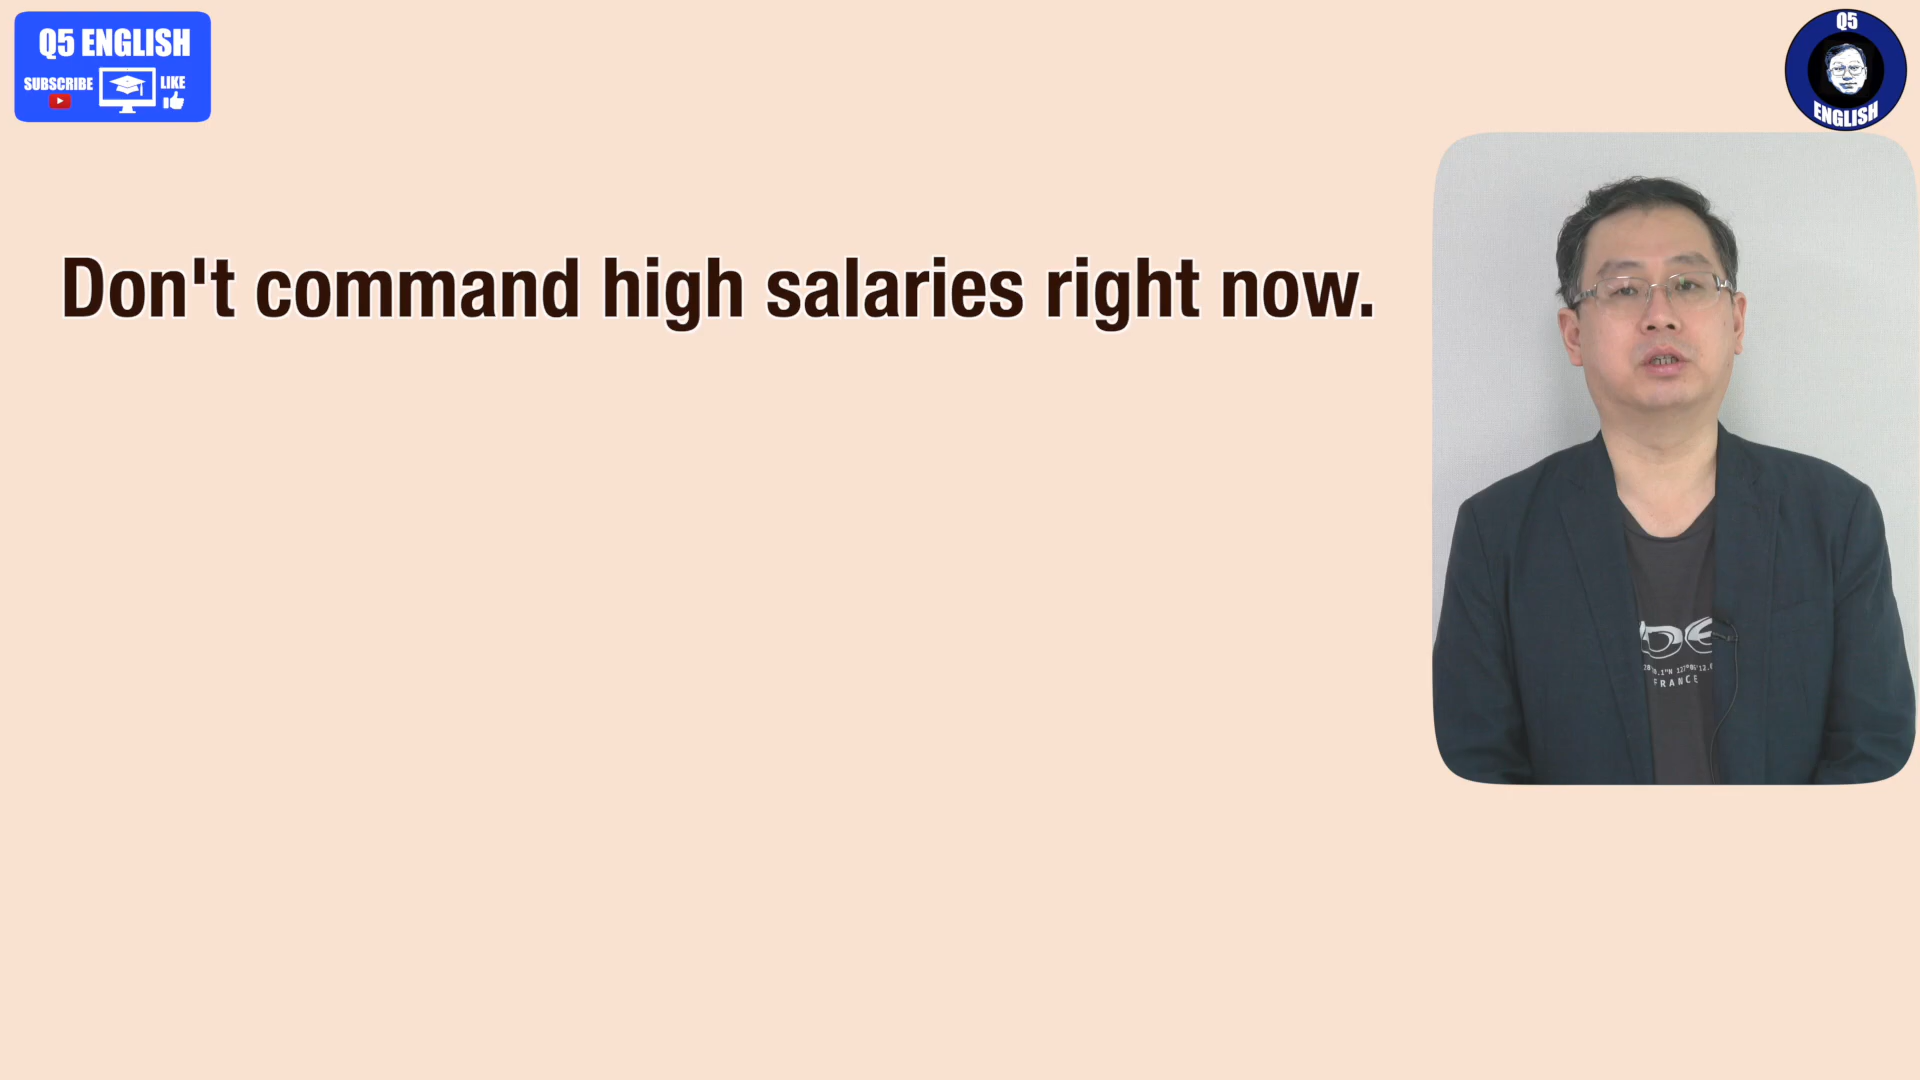 Q5 ENGLISH
SUBSCRIBE
LIKE
Q5
ENGLISH
Don't command high salaries right now.
FRANCE